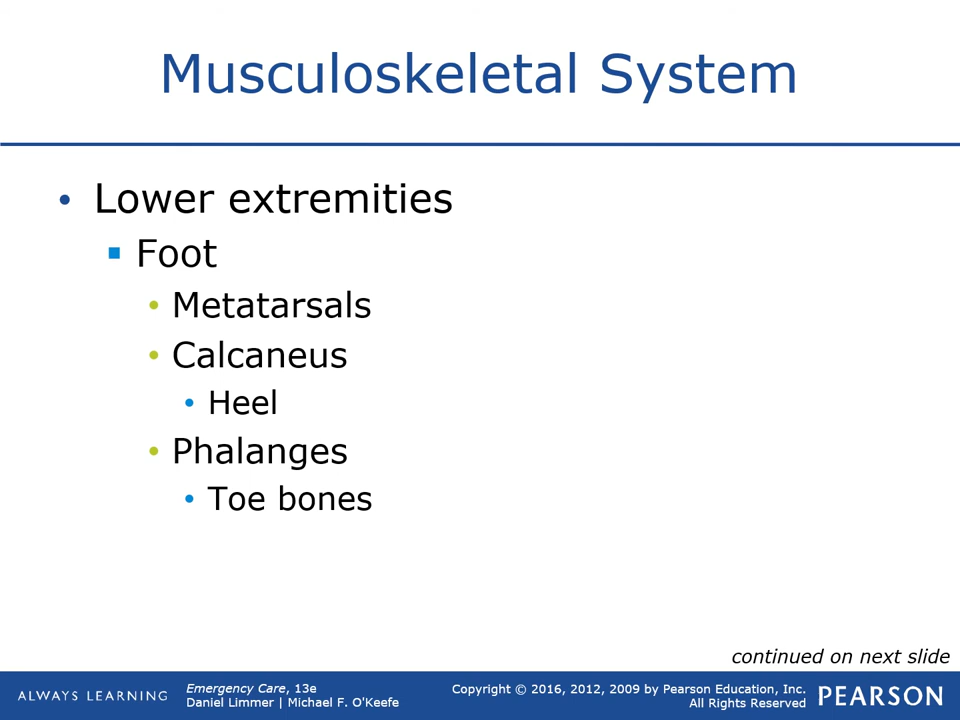 Musculoskeletal System
• Lower extremities
▪ Foot
• Metatarsals
• Calcaneus
• Heel
• Phalanges
• Toe bones
continued on next slide
ALWAYS LEARNING
Emergency Care, 13e
Daniel Limmer | Michael F. O'Keefe
Copyright © 2016, 2012, 2009 by Pearson Education, Inc.
All Rights Reserved
PEARSON